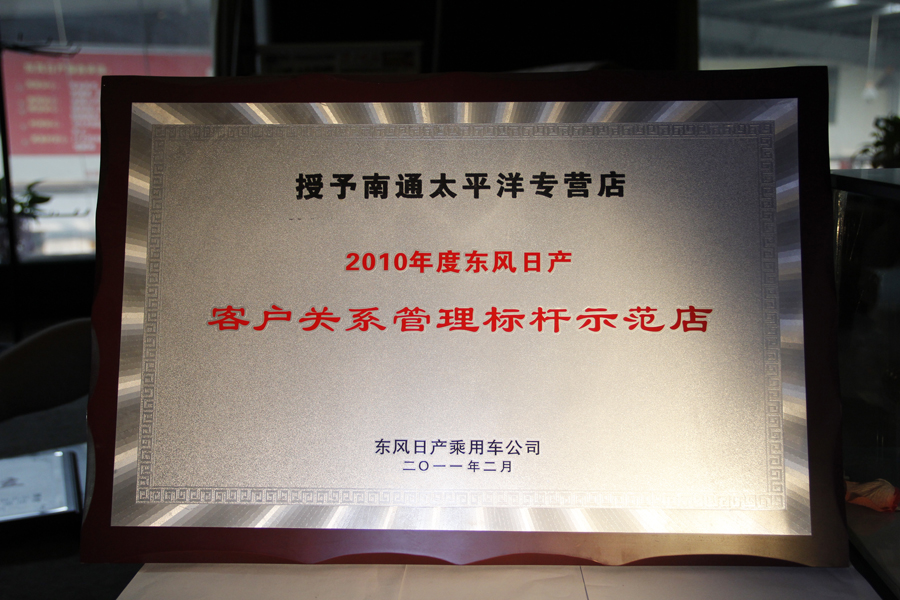 授予南通太平洋专营店
2010年度东风日产
客户关系管理标杆示范店
东风日产乘用车公司
二〇一一年二月